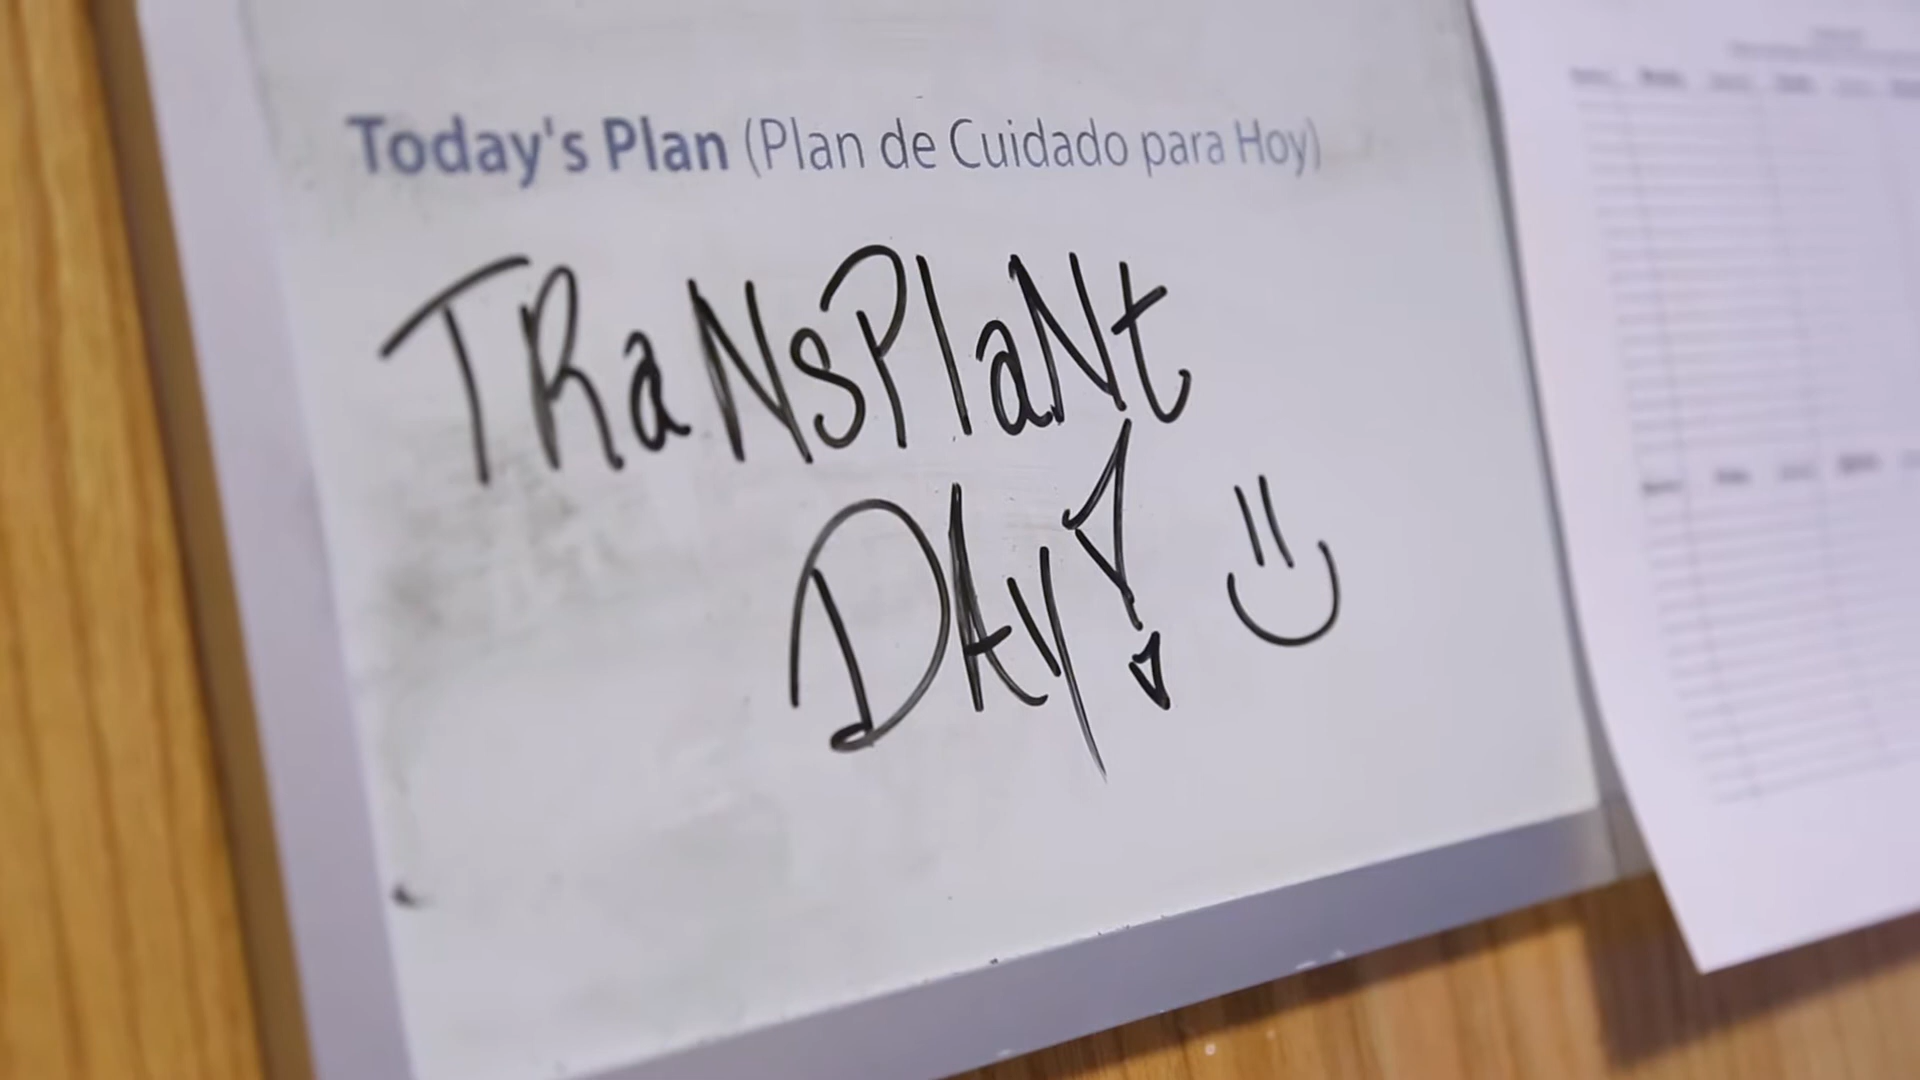 Today's Plan (Plan de Cuidado para Hoy)
TRaNsPlaNt
DAy! =)